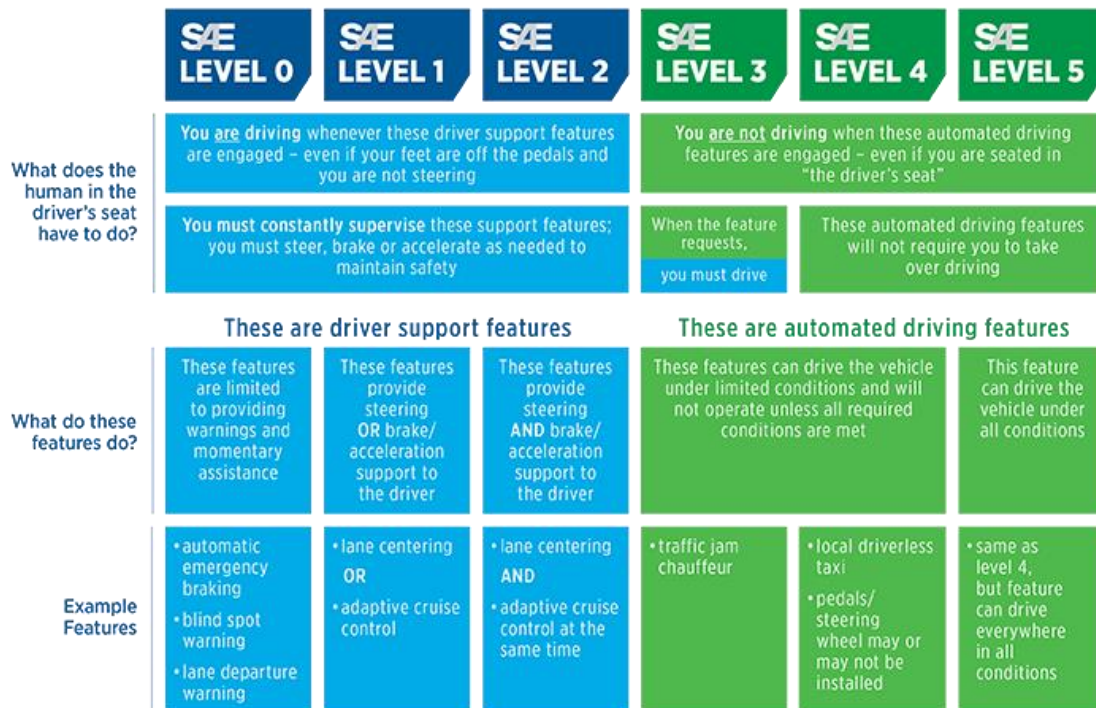 SAE
LEVEL 0
SAE
LEVEL 1
SAE
LEVEL 2
SAE
LEVEL 3
SAE
LEVEL 4
SAE
LEVEL 5
What does the
human in the
driver's seat
have to do?
You are driving whenever these driver support features
are engaged – even if your feet are off the pedals and
you are not steering
You are not driving when these automated driving
features are engaged – even if you are seated in
"the driver's seat"
You must constantly supervise these support features;
you must steer, brake or accelerate as needed to
maintain safety
When the feature
requests,
you must drive
These automated driving features
will not require you to take
over driving
These are driver support features
These are automated driving features
What do these
features do?
These features
are limited
to providing
warnings and
momentary
assistance
These features
provide
steering
OR brake/
acceleration
support to
the driver
These features
provide
steering
AND brake/
acceleration
support to
the driver
These features can drive the vehicle
under limited conditions and will
not operate unless all required
conditions are met
This feature
can drive the
vehicle under
all conditions
Example
Features
• automatic
emergency
braking
• blind spot
warning
• lane departure
warning
• lane centering
OR
• adaptive cruise
control
• lane centering
AND
• adaptive cruise
control at the
same time
• traffic jam
chauffeur
• local driverless
taxi
• pedals/
steering
wheel may or
may not be
installed
• same as
level 4,
but feature
can drive
everywhere
in all
conditions